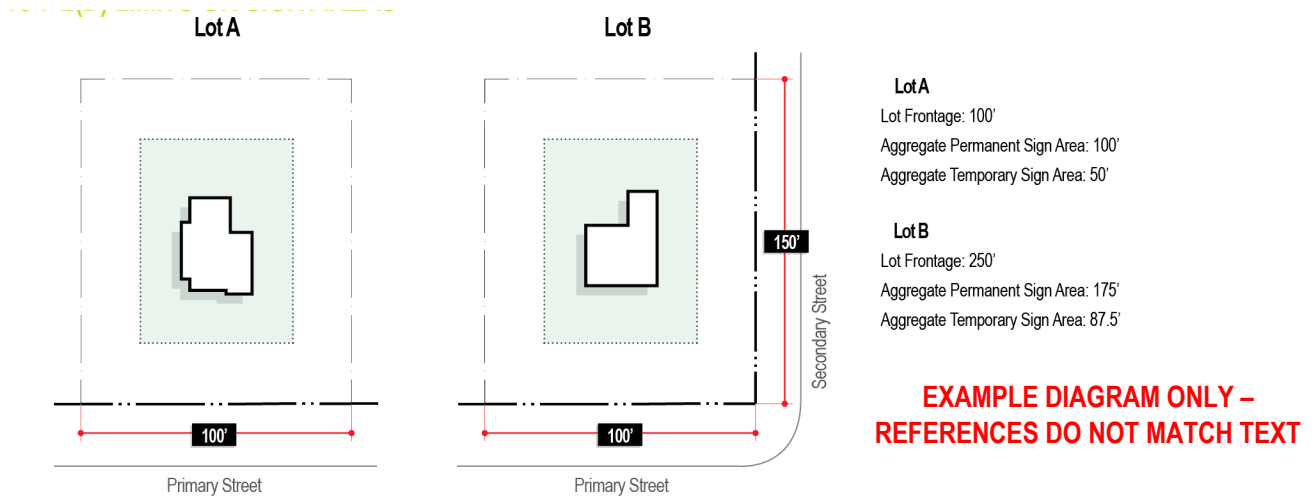 Lot A
Lot B
150'
Secondary Street
100'
100'
Primary Street
Primary Street
Lot A
Lot Frontage: 100'
Aggregate Permanent Sign Area: 100'
Aggregate Temporary Sign Area: 50'
Lot B
Lot Frontage: 250'
Aggregate Permanent Sign Area: 175'
Aggregate Temporary Sign Area: 87.5'
EXAMPLE DIAGRAM ONLY –
REFERENCES DO NOT MATCH TEXT